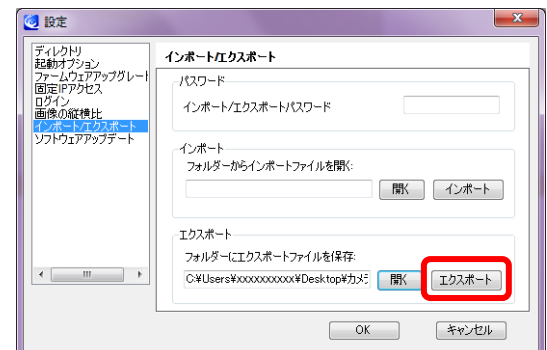 設定
ディレクトリ
起動オプション
ファームウェアアップグレート
固定IPアクセス
ログイン
画像の縦横比
インポート/エクスポート
ソフトウェアアップデート
インポート/エクスポート
パスワード
インポート/エクスポートパスワード
インポート
フォルダーからインポートファイルを開く:
開く
インポート
エクスポート
フォルダーにエクスポートファイルを保存:
C:¥Users¥xxxxxxxxxx¥Desktop¥カメ
開く
エクスポート
OK
キャンセル